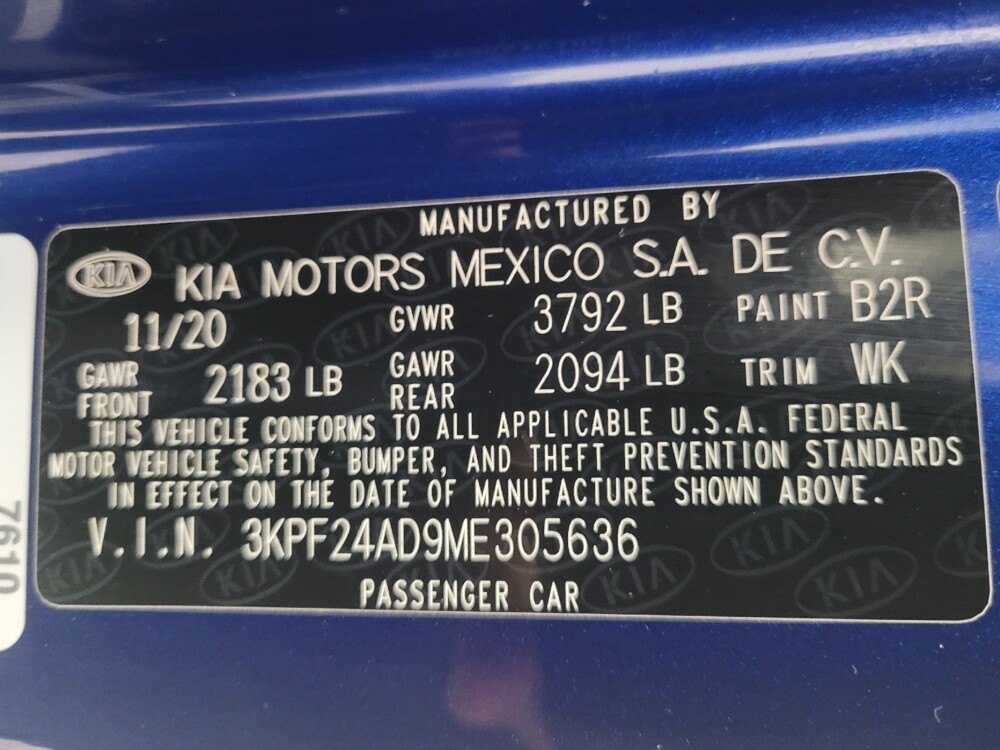 MANUFACTURED BY
KIA KIA MOTORS MEXICO S.A. DE C.V.
11/20 GVWR 3792 LB PAINT B2R
GAWR FRONT 2183 LB GAWR REAR 2094 LB TRIM WK
THIS VEHICLE CONFORMS TO ALL APPLICABLE U.S.A. FEDERAL
MOTOR VEHICLE SAFETY, BUMPER, AND THEFT PREVENTION STANDARDS
IN EFFECT ON THE DATE OF MANUFACTURE SHOWN ABOVE.
V.I.N. 3KPF24AD9ME305636
PASSENGER CAR
7610